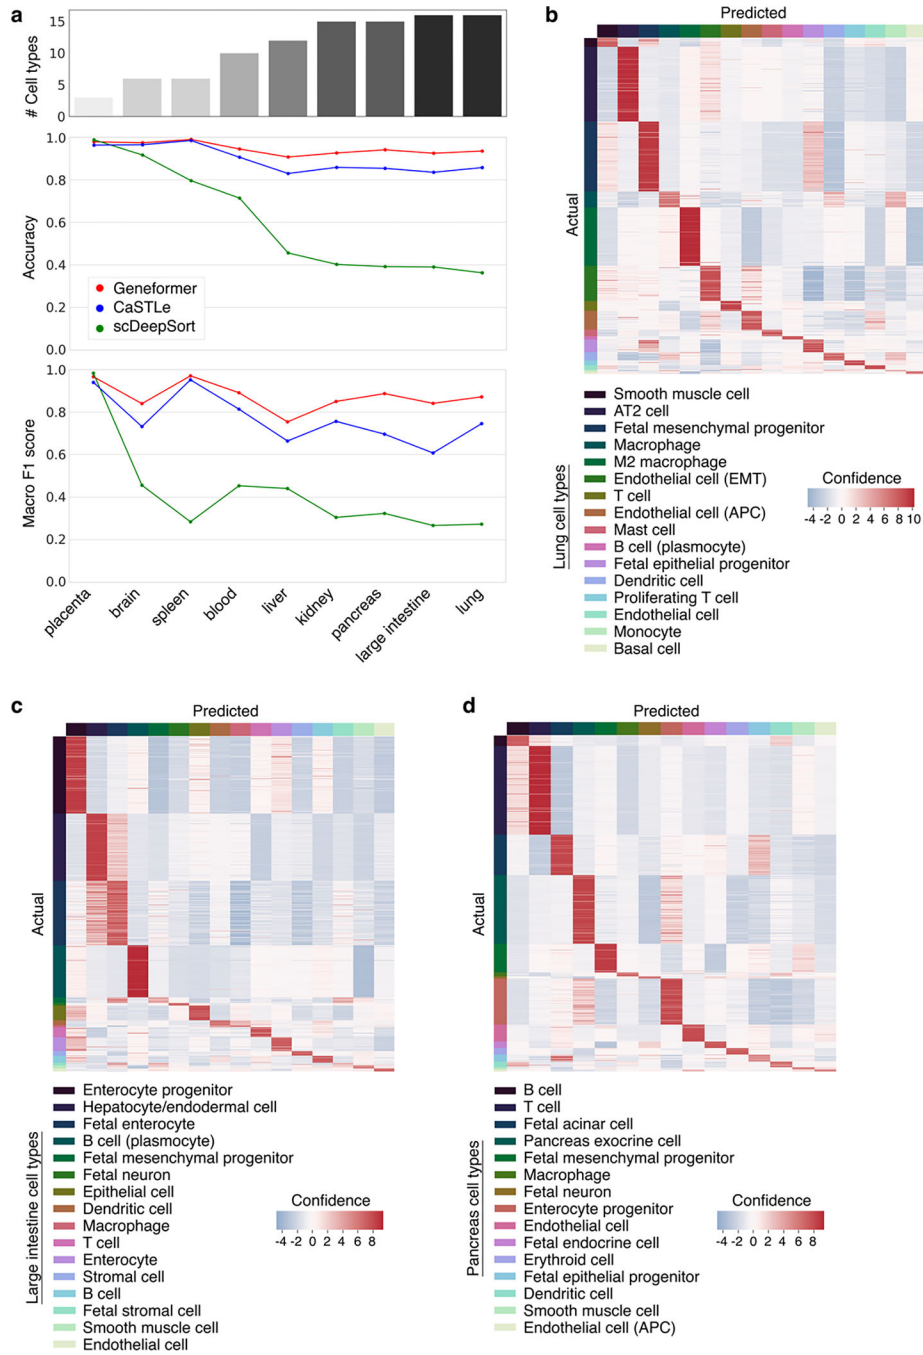 a
# Cell types
15
10
5
0
Accuracy
1.0
0.8
0.6
0.4
0.2
0.0
Geneformer
CaSTLe
scDeepSort
Macro F1 score
1.0
0.8
0.6
0.4
0.2
0.0
placenta
brain
spleen
blood
liver
kidney
pancreas
large intestine
lung
b
Predicted
Actual
Lung cell types
Smooth muscle cell
AT2 cell
Fetal mesenchymal progenitor
Macrophage
M2 macrophage
Endothelial cell (EMT)
T cell
Endothelial cell (APC)
Mast cell
B cell (plasmocyte)
Fetal epithelial progenitor
Dendritic cell
Proliferating T cell
Endothelial cell
Monocyte
Basal cell
Confidence
-4 -2 0 2 4 6 8 10
c
Predicted
Actual
Large intestine cell types
Enterocyte progenitor
Hepatocyte/endodermal cell
Fetal enterocyte
B cell (plasmocyte)
Fetal mesenchymal progenitor
Fetal neuron
Epithelial cell
Dendritic cell
Macrophage
T cell
Enterocyte
Stromal cell
B cell
Fetal stromal cell
Smooth muscle cell
Endothelial cell
Confidence
-4 -2 0 2 4 6 8
d
Predicted
Actual
Pancreas cell types
B cell
T cell
Fetal acinar cell
Pancreas exocrine cell
Fetal mesenchymal progenitor
Macrophage
Fetal neuron
Enterocyte progenitor
Endothelial cell
Fetal endocrine cell
Erythroid cell
Fetal epithelial progenitor
Dendritic cell
Smooth muscle cell
Endothelial cell (APC)
Confidence
-4 -2 0 2 4 6 8